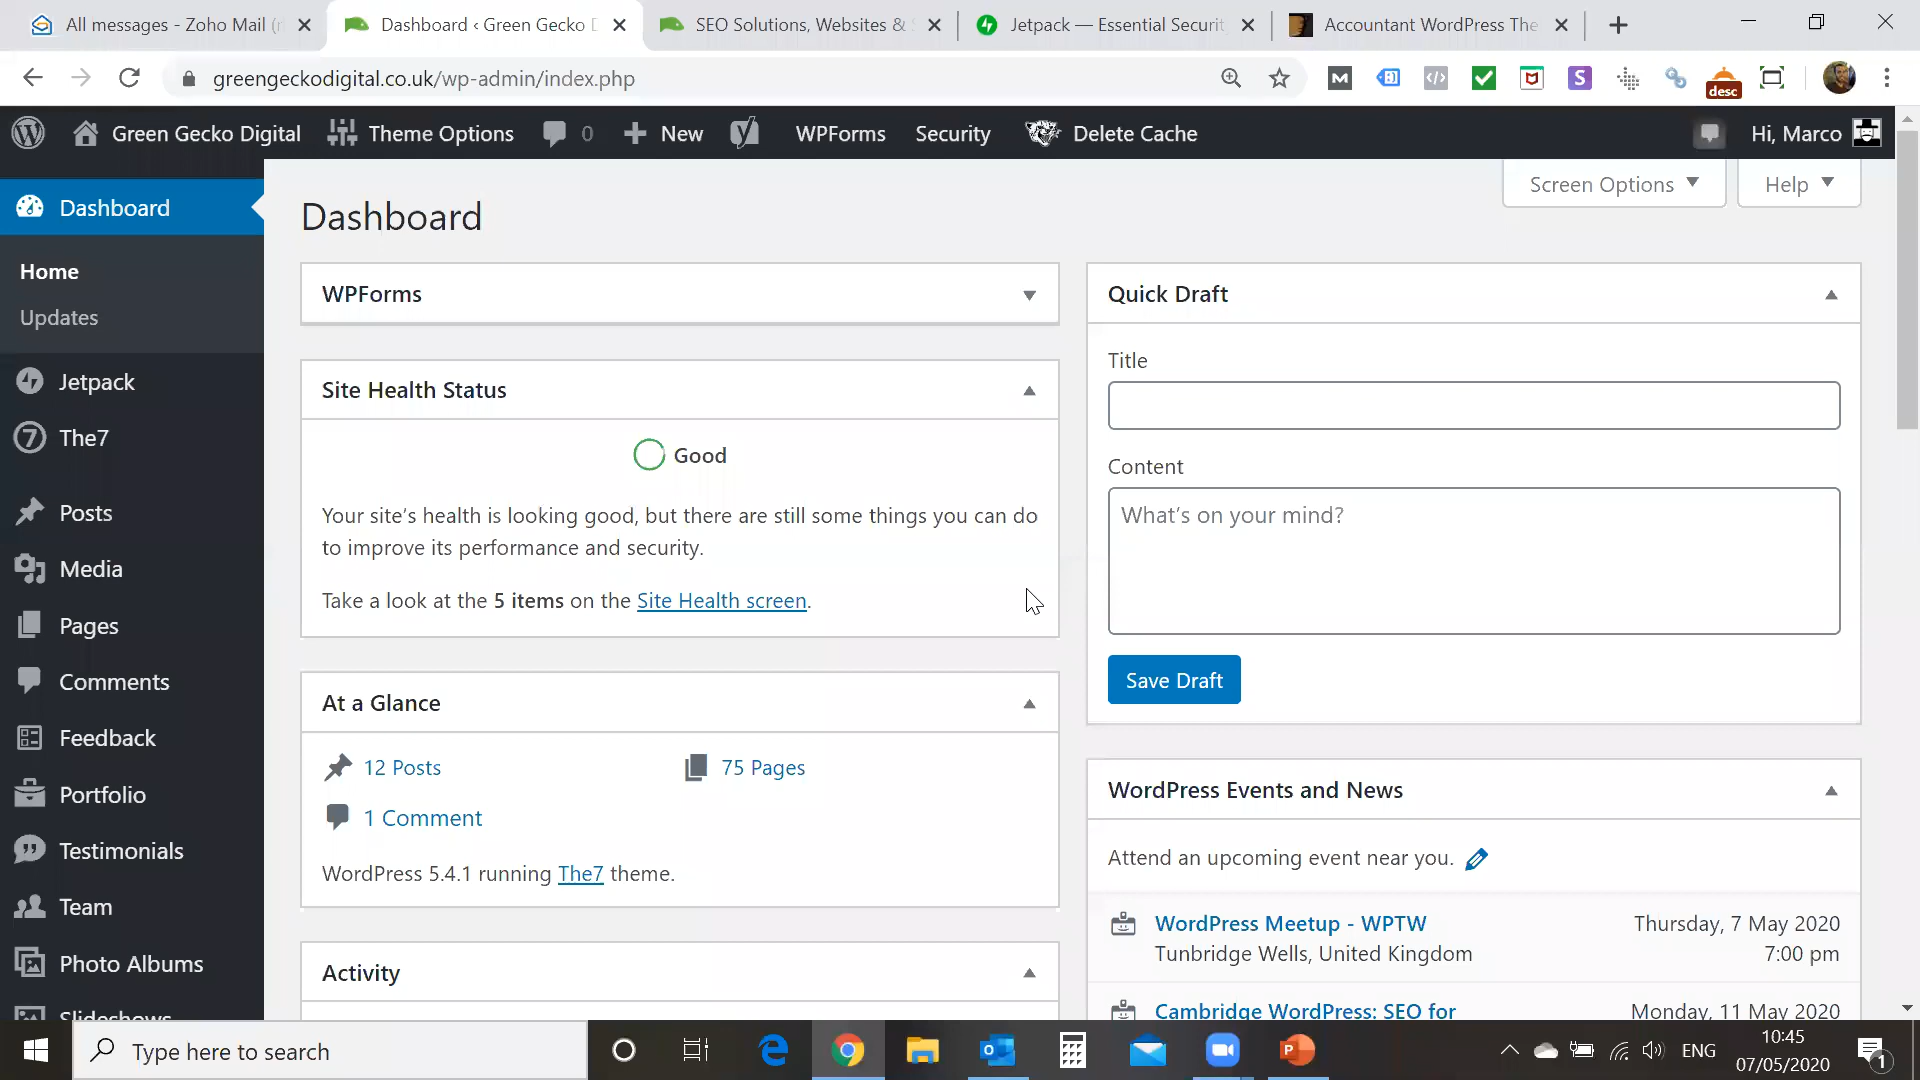 All messages - Zoho Mail (
Dashboard ‹ Green Gecko D
SEO Solutions, Websites &
Jetpack — Essential Securit
Accountant WordPress The
greengeckodigital.co.uk/wp-admin/index.php
desc
Green Gecko Digital
Theme Options
0
New
WPForms
Security
Delete Cache
Hi, Marco
Dashboard
Home
Updates
Jetpack
The7
Posts
Media
Pages
Comments
Feedback
Portfolio
Testimonials
Team
Photo Albums
Slideshows
Screen Options
Help
Dashboard
WPForms
Site Health Status
Good
Your site's health is looking good, but there are still some things you can do
to improve its performance and security.
Take a look at the 5 items on the Site Health screen.
At a Glance
12 Posts
75 Pages
1 Comment
WordPress 5.4.1 running The7 theme.
Activity
Quick Draft
Title
Content
What's on your mind?
Save Draft
WordPress Events and News
Attend an upcoming event near you.
WordPress Meetup - WPTW
Thursday, 7 May 2020
Tunbridge Wells, United Kingdom
7:00 pm
Cambridge WordPress: SEO for
Monday, 11 May 2020
Type here to search
ENG
10:45
07/05/2020
1